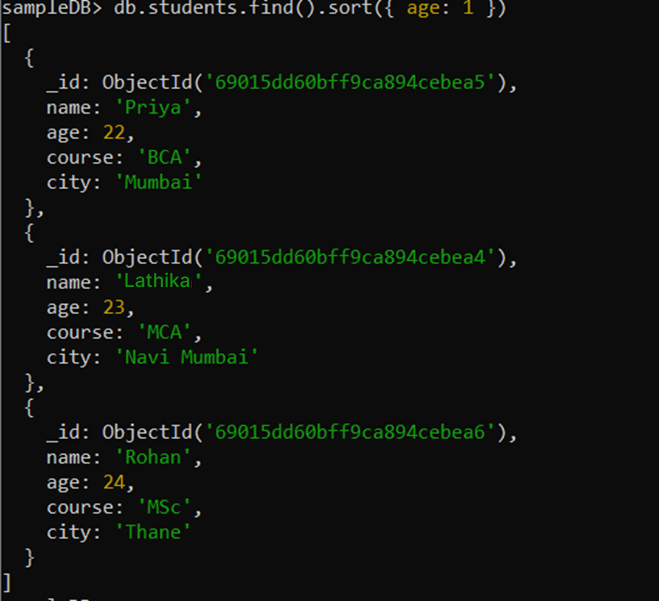 sampleDB> db.students.find().sort({ age: 1 })
[
  {
    _id: ObjectId('69015dd60bff9ca894cebea5'),
    name: 'Priya',
    age: 22,
    course: 'BCA',
    city: 'Mumbai'
  },
  {
    _id: ObjectId('69015dd60bff9ca894cebea4'),
    name: 'Lathika',
    age: 23,
    course: 'MCA',
    city: 'Navi Mumbai'
  },
  {
    _id: ObjectId('69015dd60bff9ca894cebea6'),
    name: 'Rohan',
    age: 24,
    course: 'MSc',
    city: 'Thane'
  }
]